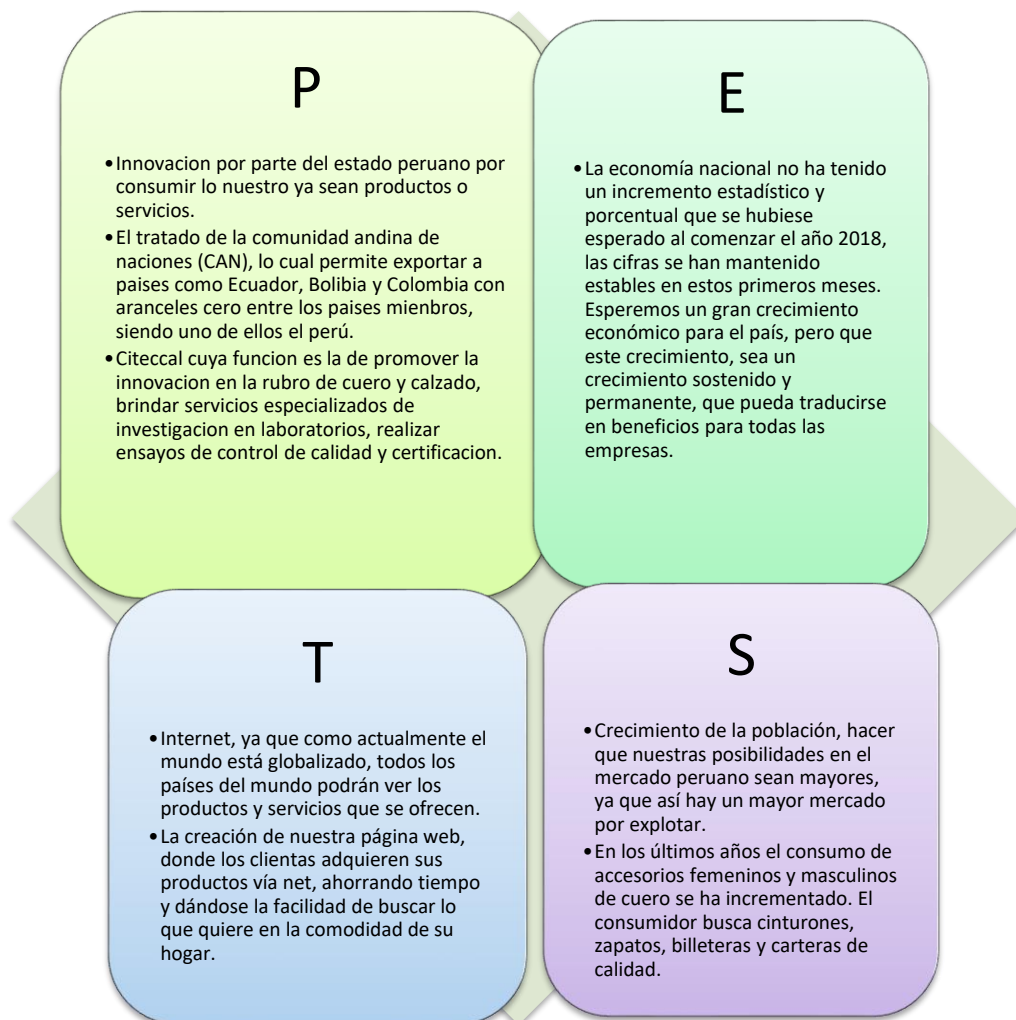 P
•Innovacion por parte del estado peruano por
consumir lo nuestro ya sean productos o
servicios.
•El tratado de la comunidad andina de
naciones (CAN), lo cual permite exportar a
paises como Ecuador, Bolibia y Colombia con
aranceles cero entre los paises mienbros,
siendo uno de ellos el perú.
•Citeccal cuya funcion es la de promover la
innovacion en la rubro de cuero y calzado,
brindar servicios especializados de
investigacion en laboratorios, realizar
ensayos de control de calidad y certificacion.
E
•La economía nacional no ha tenido
un incremento estadístico y
porcentual que se hubiese
esperado al comenzar el año 2018,
las cifras se han mantenido
estables en estos primeros meses.
Esperemos un gran crecimiento
económico para el país, pero que
este crecimiento, sea un
crecimiento sostenido y
permanente, que pueda traducirse
en beneficios para todas las
empresas.
T
•Internet, ya que como actualmente el
mundo está globalizado, todos los
países del mundo podrán ver los
productos y servicios que se ofrecen.
•La creación de nuestra página web,
donde los clientas adquieren sus
productos vía net, ahorrando tiempo
y dándose la facilidad de buscar lo
que quiere en la comodidad de su
hogar.
S
•Crecimiento de la población, hacer
que nuestras posibilidades en el
mercado peruano sean mayores,
ya que así hay un mayor mercado
por explotar.
•En los últimos años el consumo de
accesorios femeninos y masculinos
de cuero se ha incrementado. El
consumidor busca cinturones,
zapatos, billeteras y carteras de
calidad.